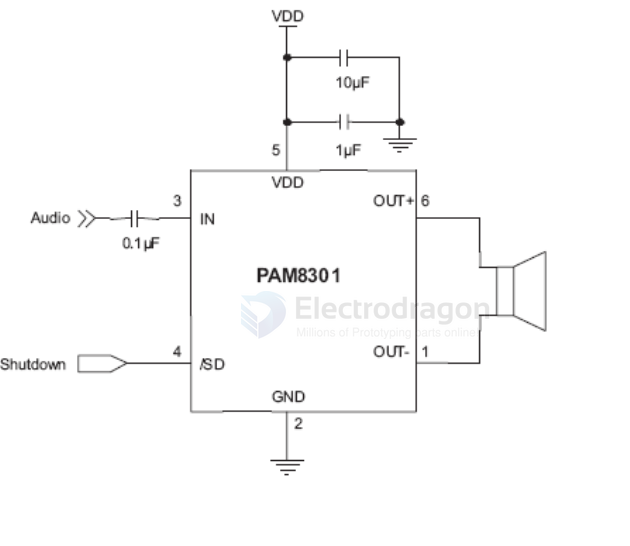 VDD
10µF
1µF
5
VDD
3
OUT+ 6
Audio
IN
0.1µF
PAM8301
Electrodragon
Millions of Prototyping parts online
4
OUT- 1
Shutdown
/SD
GND
2